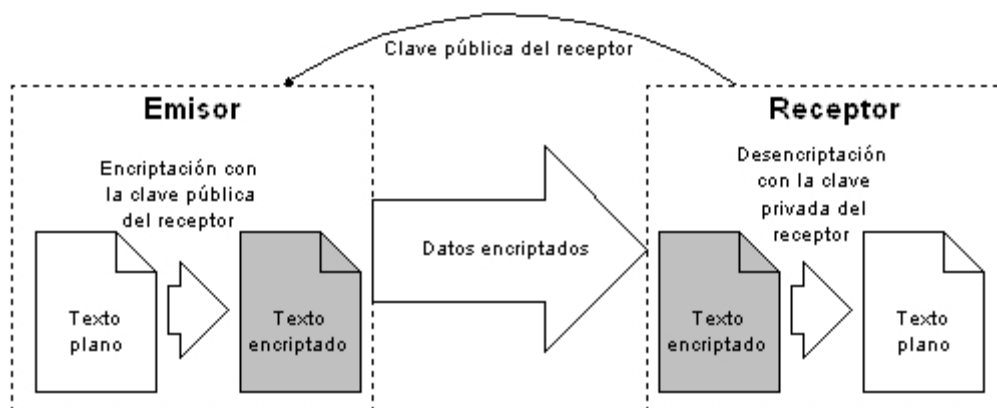 Clave pública del receptor
Emisor
Encriptación con
la clave pública
del receptor
Texto
plano
Texto
encriptado
Datos encriptados
Receptor
Desencriptación
con la clave
privada del
receptor
Texto
encriptado
Texto
plano